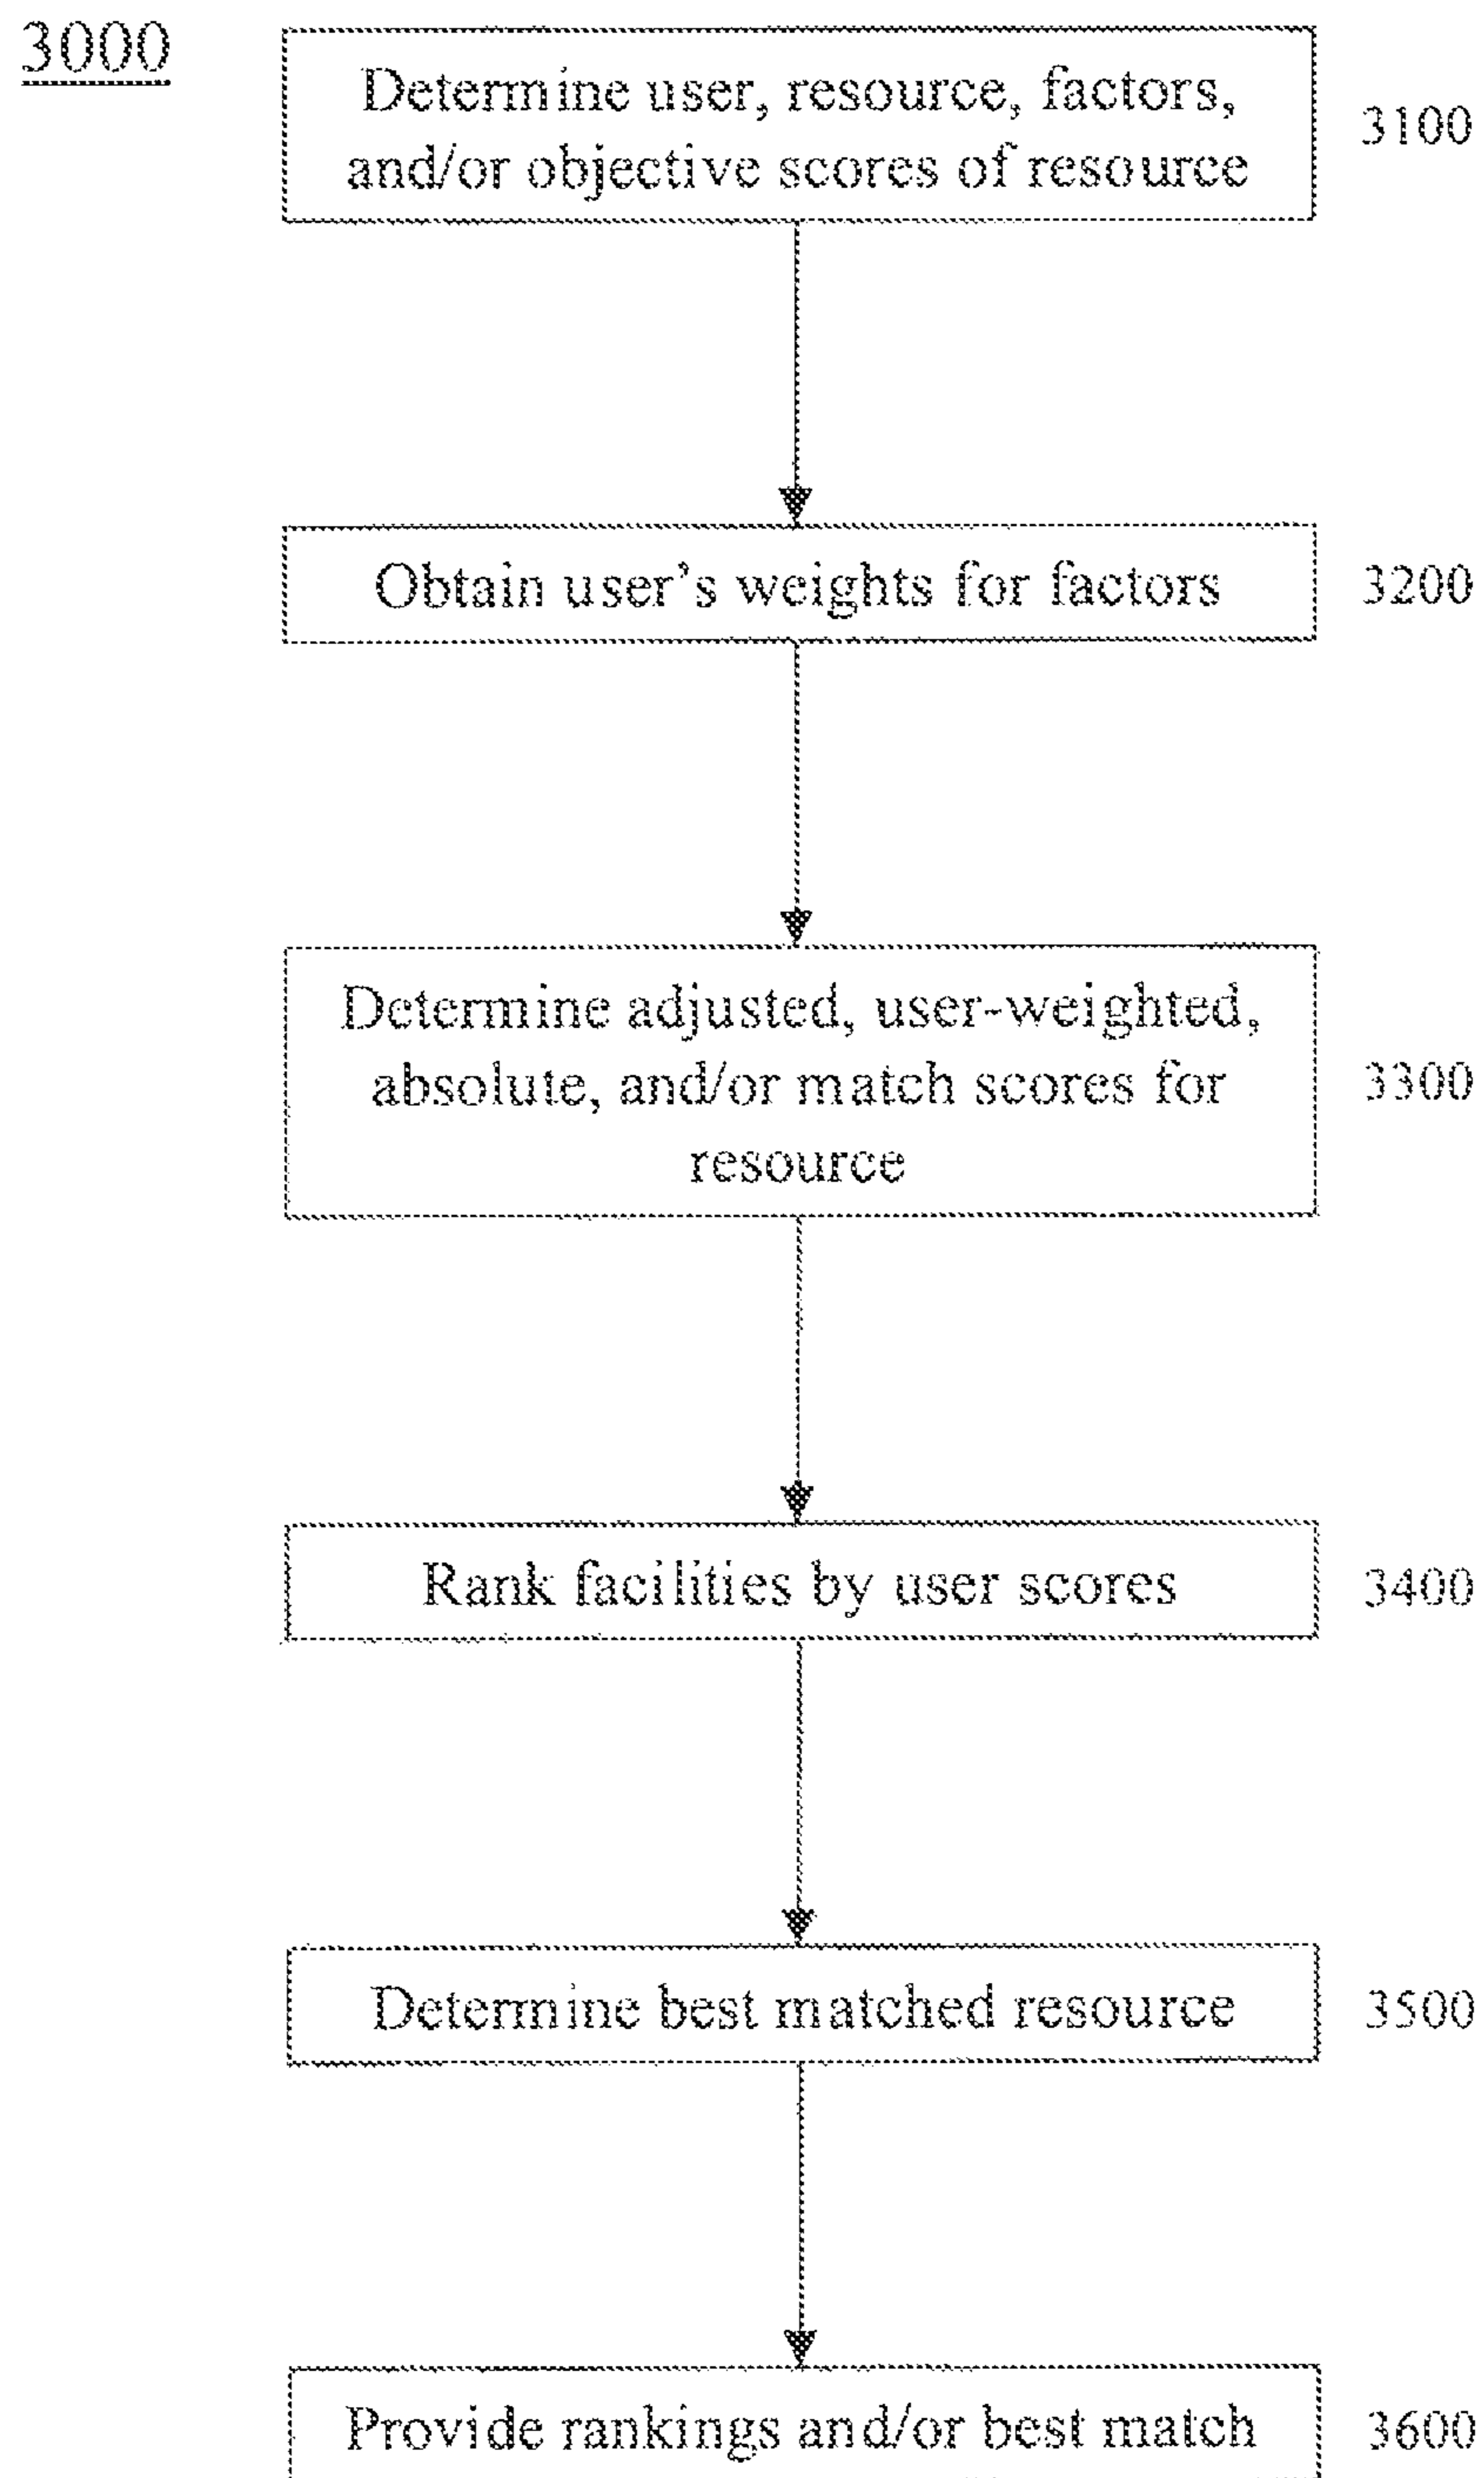 3000
Determine user, resource, factors,
and/or objective scores of resource
3100
Obtain user's weights for factors
3200
Determine adjusted, user-weighted,
absolute, and/or match scores for
resource
3300
Rank facilities by user scores
3400
Determine best matched resource
3500
Provide rankings and/or best match
3600